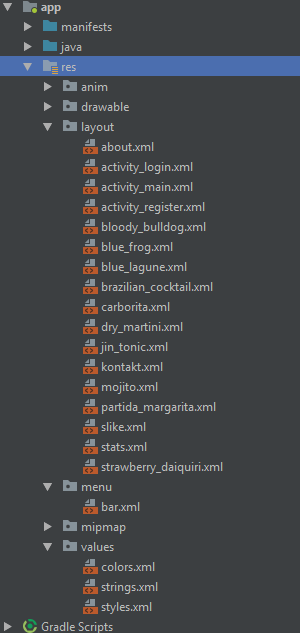 app
manifests
java
res
anim
drawable
layout
about.xml
activity_login.xml
activity_main.xml
activity_register.xml
bloody_bulldog.xml
blue_frog.xml
blue_lagune.xml
brazilian_cocktail.xml
carborita.xml
dry_martini.xml
jin_tonic.xml
kontakt.xml
mojito.xml
partida_margarita.xml
slike.xml
stats.xml
strawberry_daiquiri.xml
menu
bar.xml
mipmap
values
colors.xml
strings.xml
styles.xml
Gradle Scripts